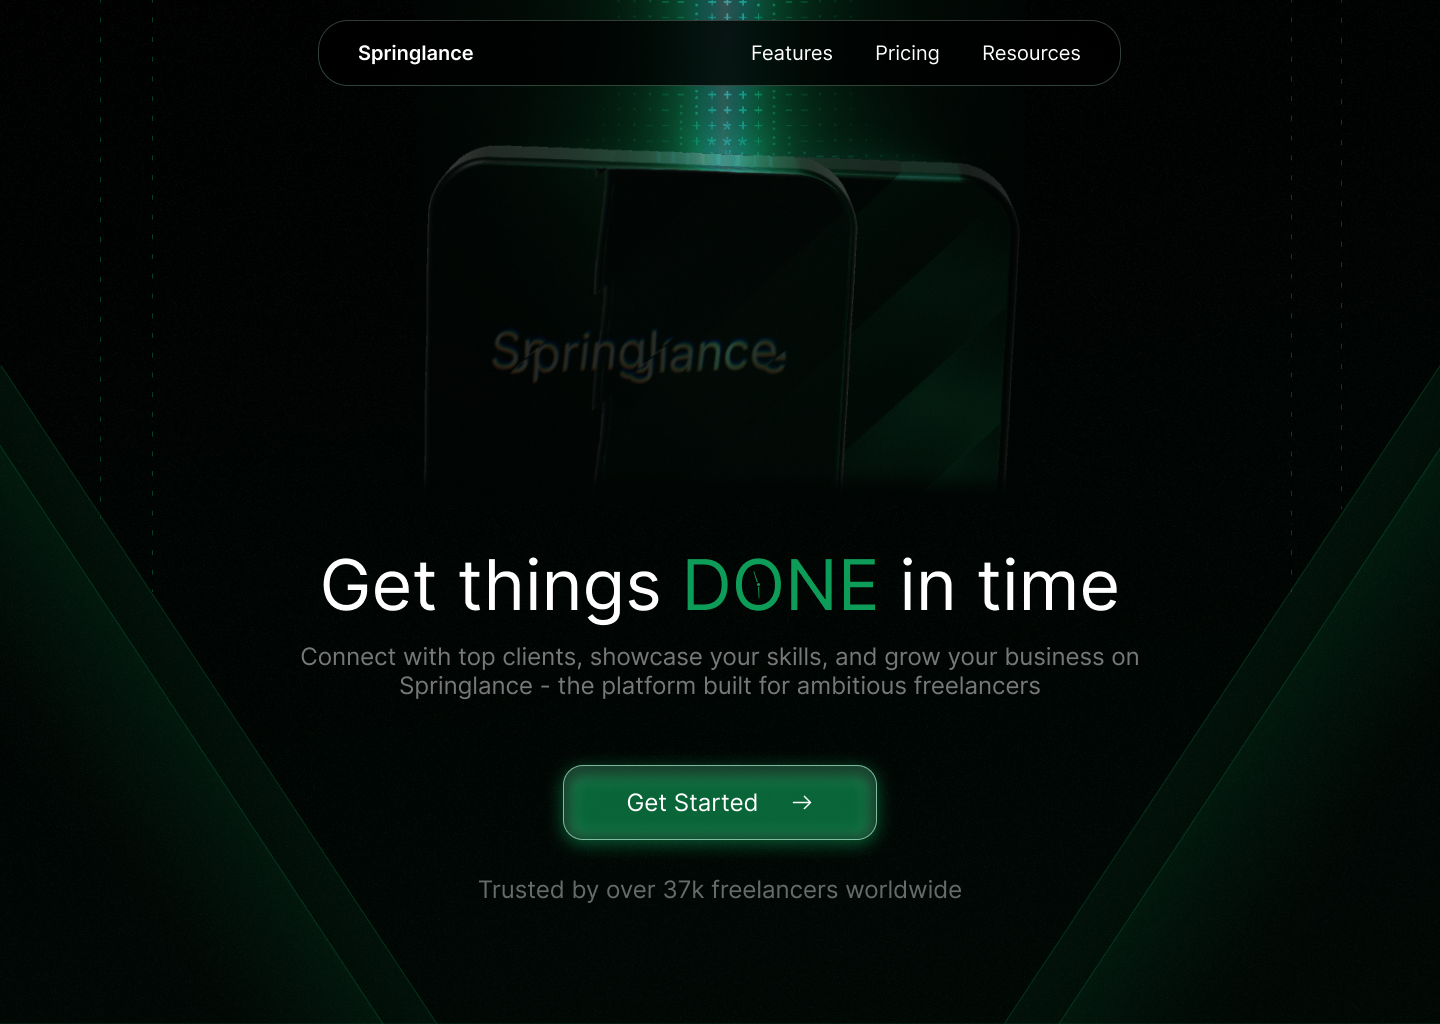 Springlance
Features
Pricing
Resources
Springlance
Get things DONE in time
Connect with top clients, showcase your skills, and grow your business on
Springlance - the platform built for ambitious freelancers
Get Started →
Trusted by over 37k freelancers worldwide